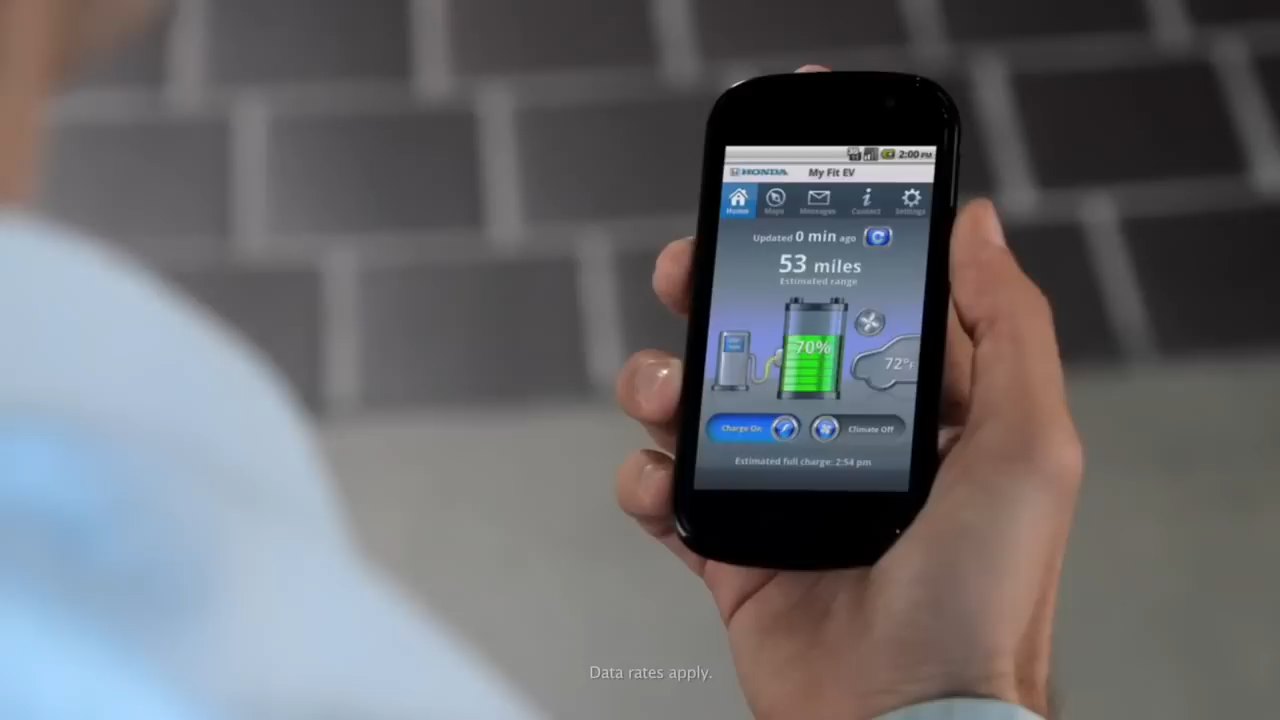 2:00 PM
HONDA My Fit EV
Home Maps Messages Connect Settings
Updated 0 min ago
53 miles
Estimated range
70%
72°F
Charge On Climate Off
Estimated full charge: 2:54 pm
Data rates apply.